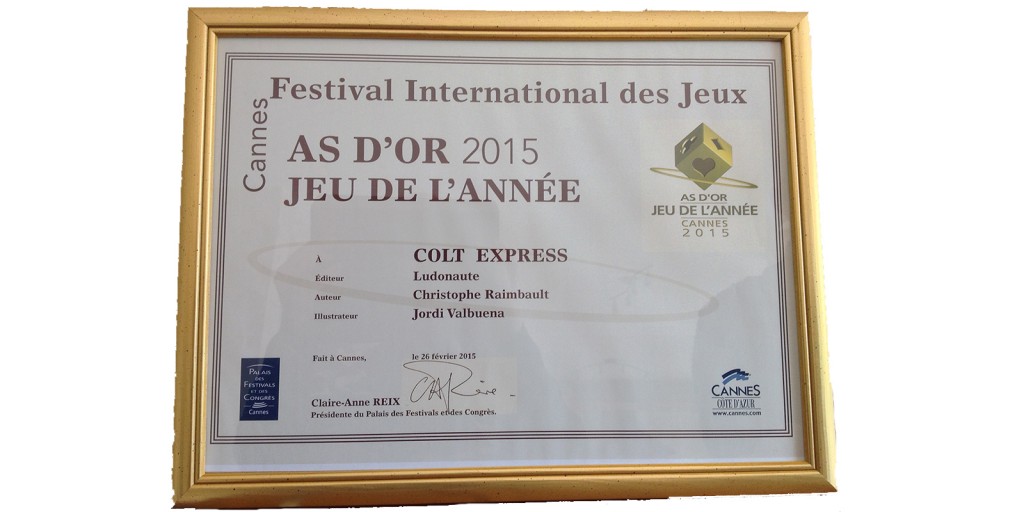 Festival International des Jeux
Cannes
AS D'OR 2015
JEU DE L'ANNÉE
AS D'OR
JEU DE L'ANNÉE
CANNES
2015
À COLT EXPRESS
Éditeur Ludonaute
Auteur Christophe Raimbault
Illustrateur Jordi Valbuena
Fait à Cannes, le 26 février 2015
Claire-Anne REIX
Présidente du Palais des Festivals et des Congrès.
PALAIS
DES
FESTIVALS
ET DES
CONGRÈS
Cannes
CANNES
CÔTE D'AZUR
www.cannes.com